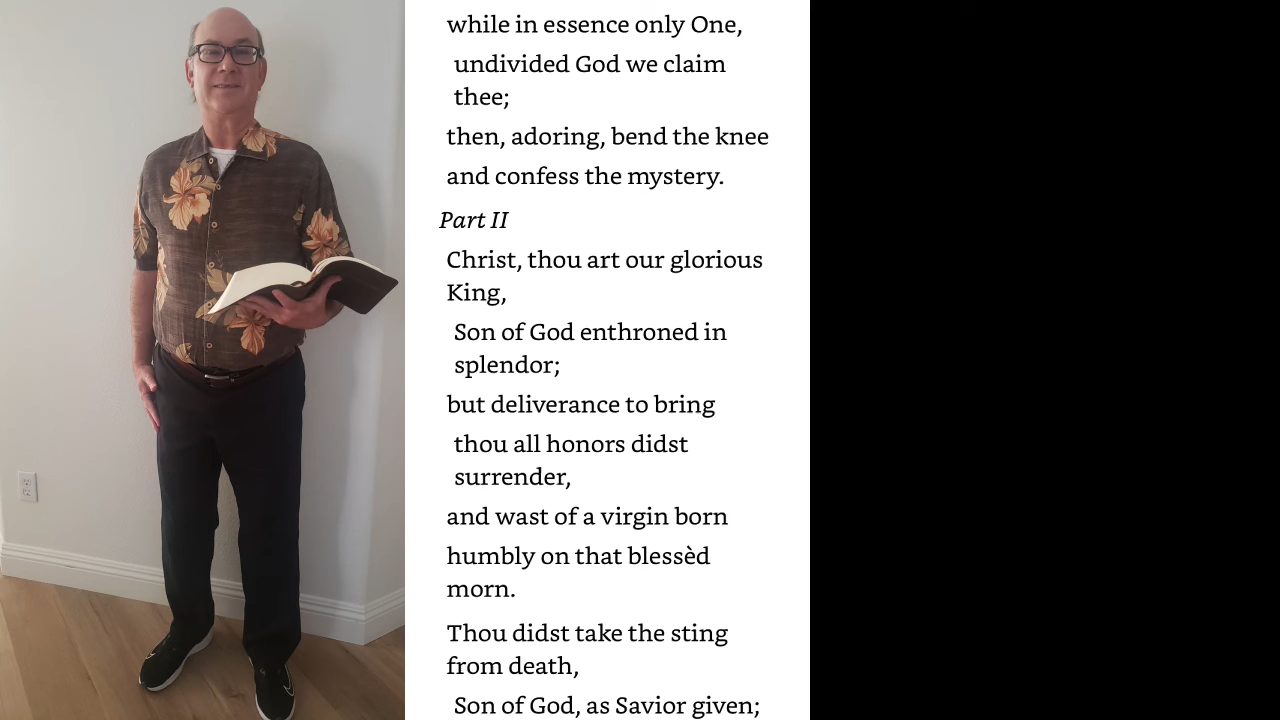 while in essence only One,
undivided God we claim
thee;
then, adoring, bend the knee
and confess the mystery.
Part II
Christ, thou art our glorious
King,
Son of God enthroned in
splendor;
but deliverance to bring
thou all honors didst
surrender,
and wast of a virgin born
humbly on that blessèd
morn.
Thou didst take the sting
from death,
Son of God, as Savior given;